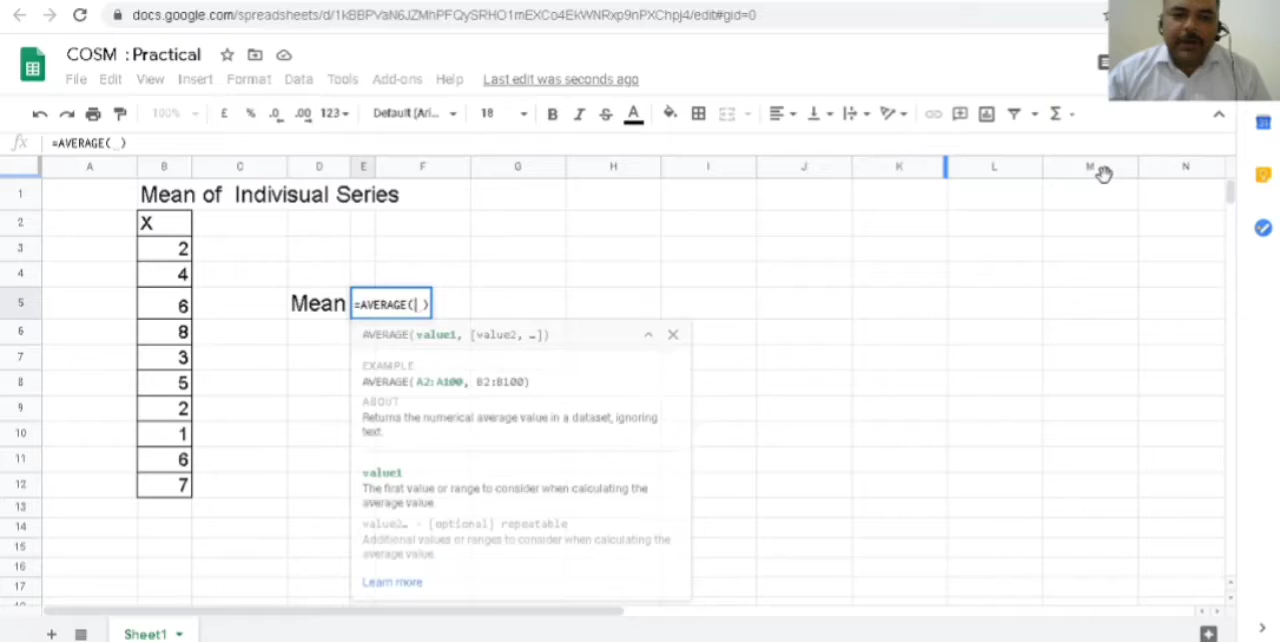 docs.google.com/spreadsheets/d/1kBBPVaN6JZMhPFQySRHO1mEXCo4EkWNRxp9nPXChpj4/edit#gid=0
COSM : Practical
File Edit View Insert Format Data Tools Add-ons Help Last edit was seconds ago
100% £ % .0 .00 123 Default (Ari... 18 B I S A Σ
fx =AVERAGE( )
A B C D E F G H I J K L M N
1 Mean of Indivisual Series
2 X
3 2
4 4
5 6 Mean =AVERAGE( )
6 8 AVERAGE(value1, [value2, …])
7 3
EXAMPLE
8 5 AVERAGE(A2:A100, B2:B100)
ABOUT
9 2 Returns the numerical average value in a dataset, ignoring
10 1 text.
11 6
value1
12 7 The first value or range to consider when calculating the
13 average value
14 value2… - [optional] repeatable
15 Additional values or ranges to consider when calculating the
average value
16
17 Learn more
Sheet1